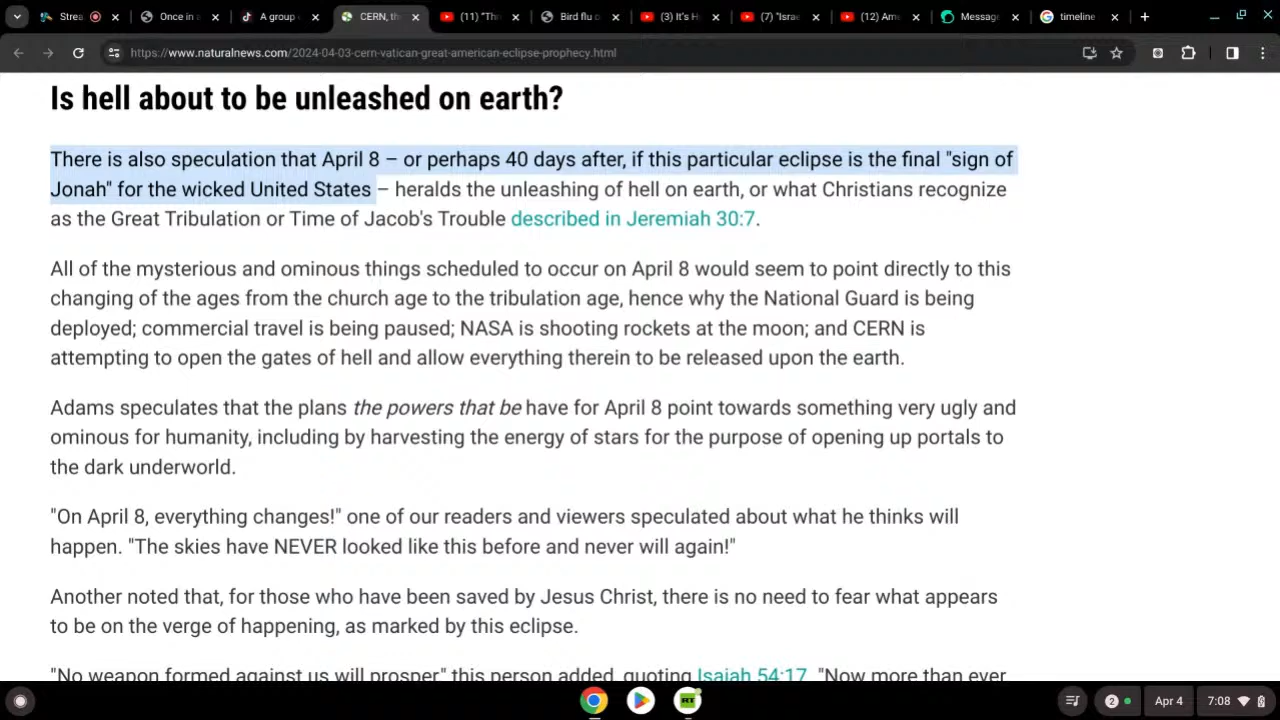 Strea
Once in a
A group o
CERN, th
(11) "Thr
Bird flu o
(3) It's H
(7) "Isra
(12) Ame
Message
timeline
https://www.naturalnews.com/2024-04-03-cern-vatican-great-american-eclipse-prophecy.html
Is hell about to be unleashed on earth?
There is also speculation that April 8 – or perhaps 40 days after, if this particular eclipse is the final "sign of
Jonah" for the wicked United States – heralds the unleashing of hell on earth, or what Christians recognize
as the Great Tribulation or Time of Jacob's Trouble described in Jeremiah 30:7.
All of the mysterious and ominous things scheduled to occur on April 8 would seem to point directly to this
changing of the ages from the church age to the tribulation age, hence why the National Guard is being
deployed; commercial travel is being paused; NASA is shooting rockets at the moon; and CERN is
attempting to open the gates of hell and allow everything therein to be released upon the earth.
Adams speculates that the plans the powers that be have for April 8 point towards something very ugly and
ominous for humanity, including by harvesting the energy of stars for the purpose of opening up portals to
the dark underworld.
"On April 8, everything changes!" one of our readers and viewers speculated about what he thinks will
happen. "The skies have NEVER looked like this before and never will again!"
Another noted that, for those who have been saved by Jesus Christ, there is no need to fear what appears
to be on the verge of happening, as marked by this eclipse.
"No weapon formed against us will prosper" this person added, quoting Isaiah 54:17. "Now more than ever
RT
2
Apr 4
7:08